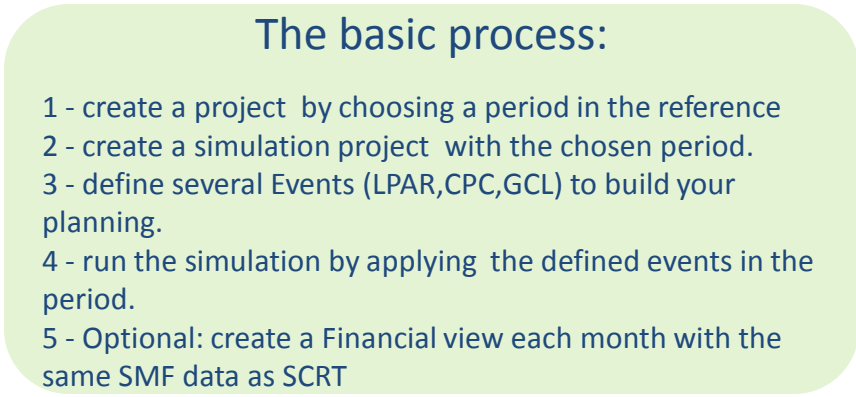 The basic process:
1 - create a project  by choosing a period in the reference
2 - create a simulation project  with the chosen period.
3 - define several Events (LPAR,CPC,GCL) to build your
planning.
4 - run the simulation by applying  the defined events in the
period.
5 - Optional: create a Financial view each month with the
same SMF data as SCRT